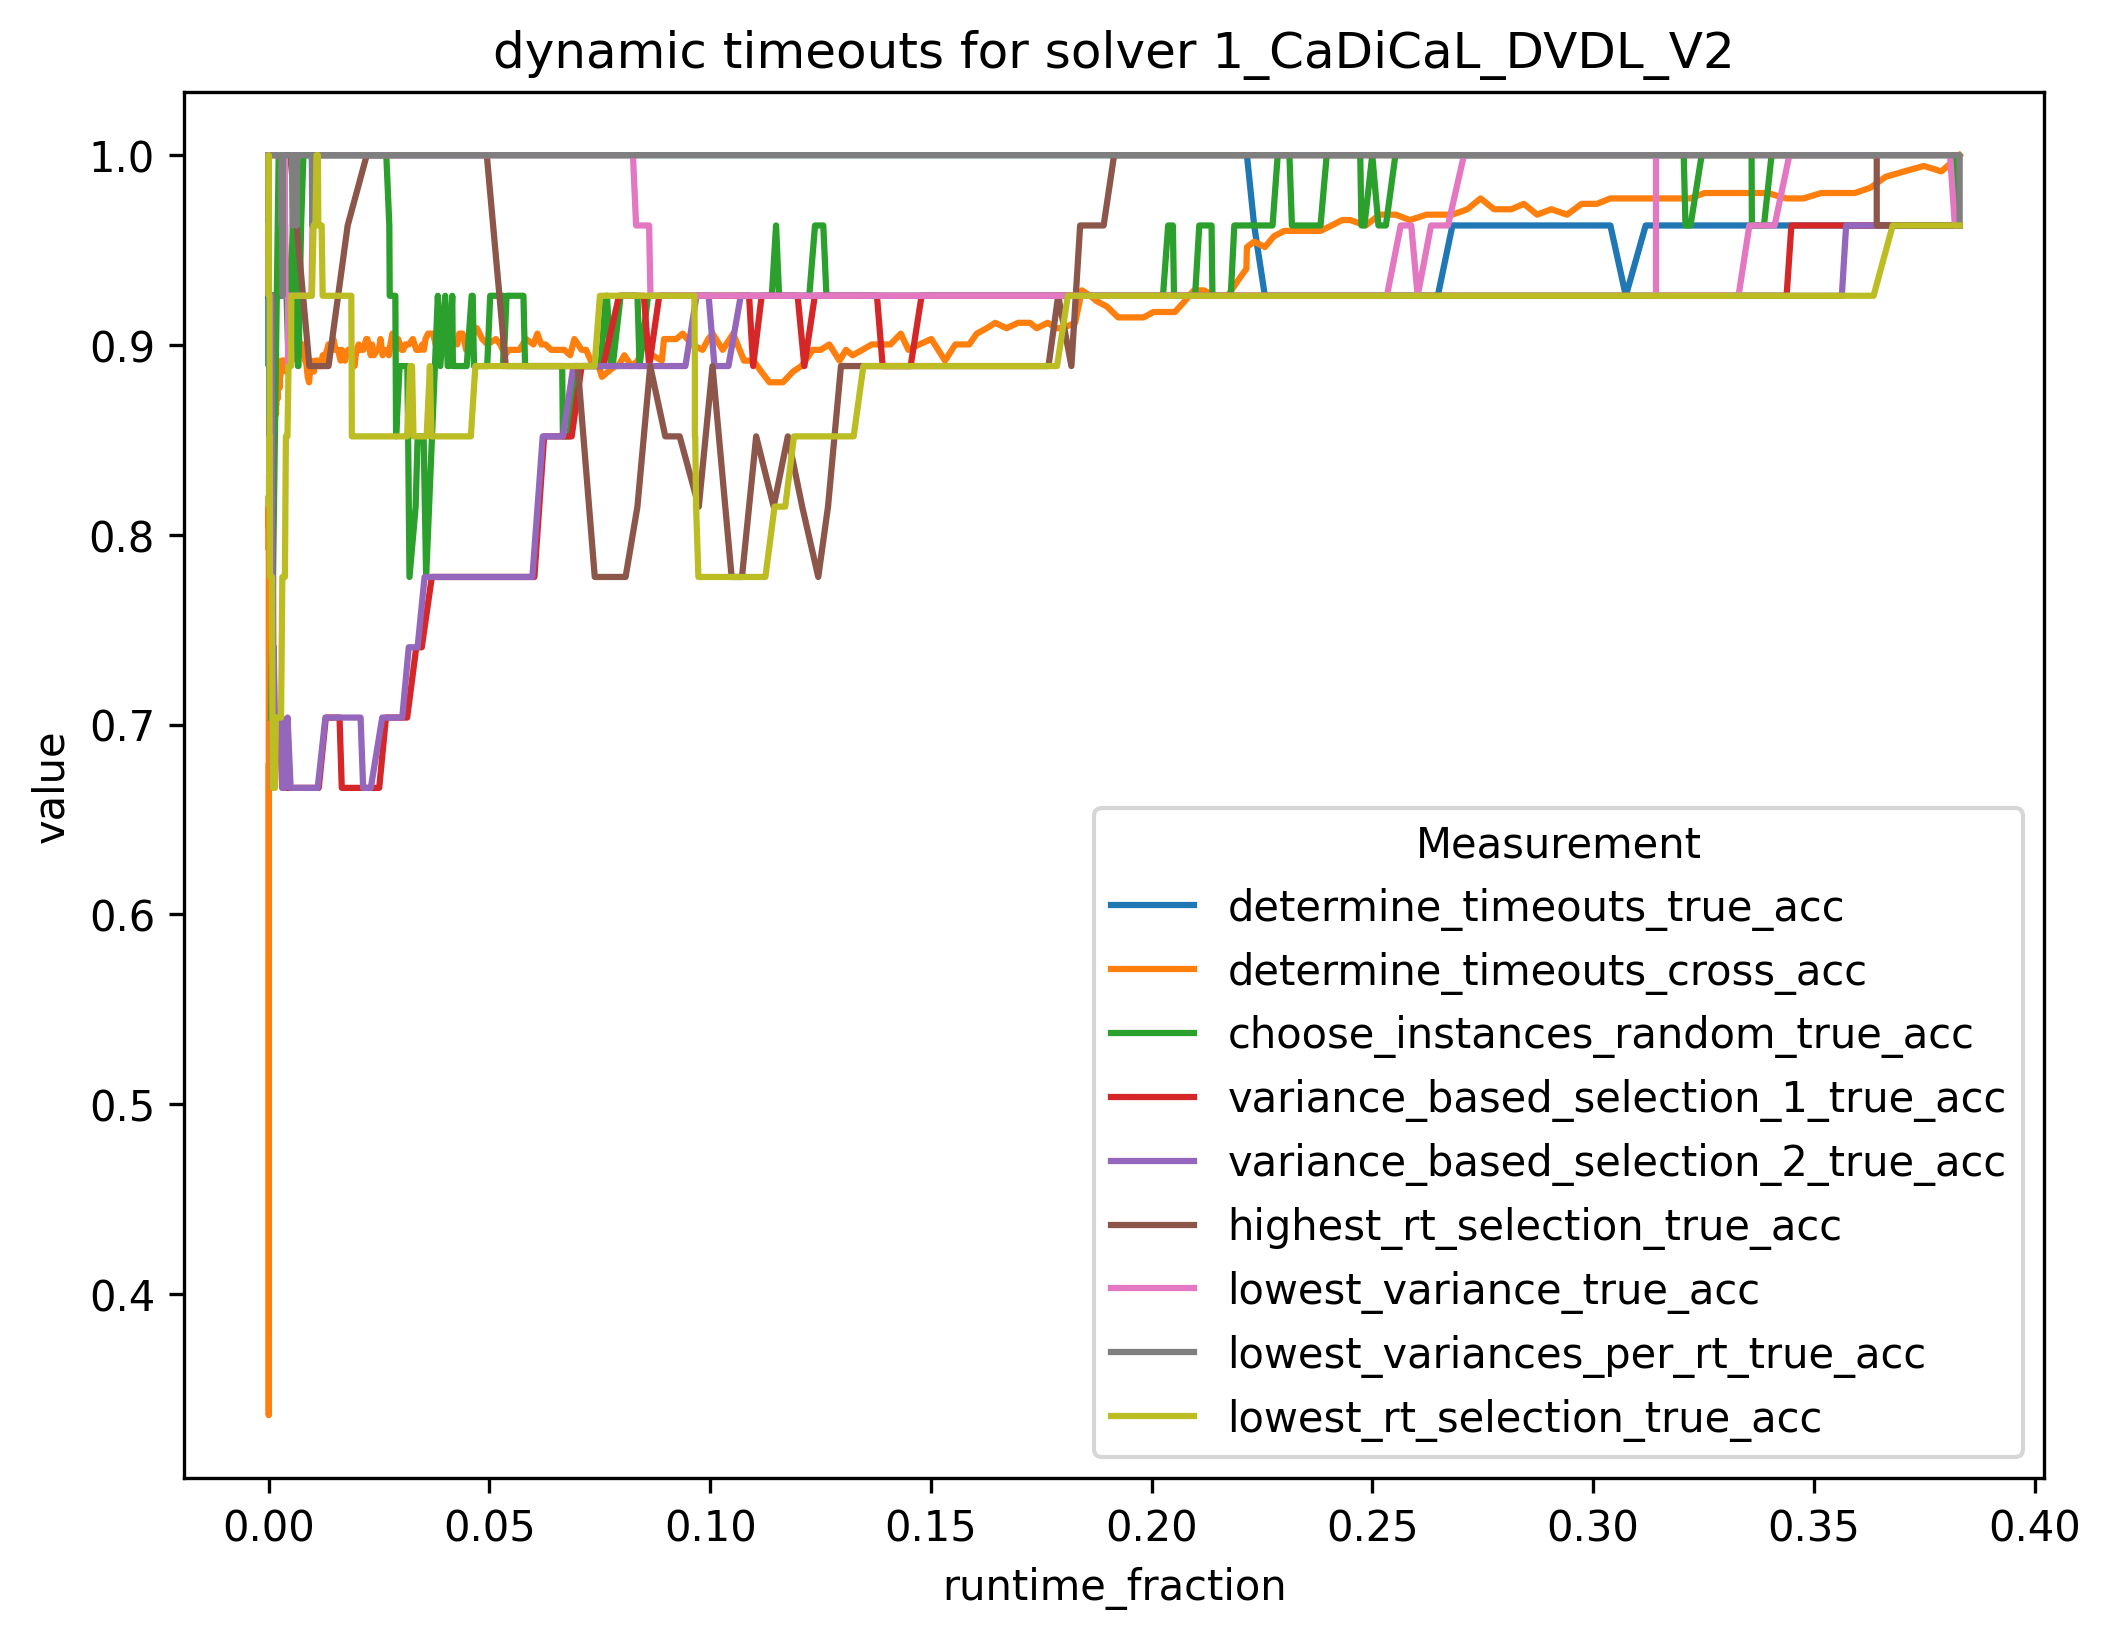 dynamic timeouts for solver 1_CaDiCaL_DVDL_V2
1.0
0.9
0.8
0.7
0.6
0.5
0.4
value
Measurement
determine_timeouts_true_acc
determine_timeouts_cross_acc
choose_instances_random_true_acc
variance_based_selection_1_true_acc
variance_based_selection_2_true_acc
highest_rt_selection_true_acc
lowest_variance_true_acc
lowest_variances_per_rt_true_acc
lowest_rt_selection_true_acc
0.00 0.05 0.10 0.15 0.20 0.25 0.30 0.35 0.40
runtime_fraction